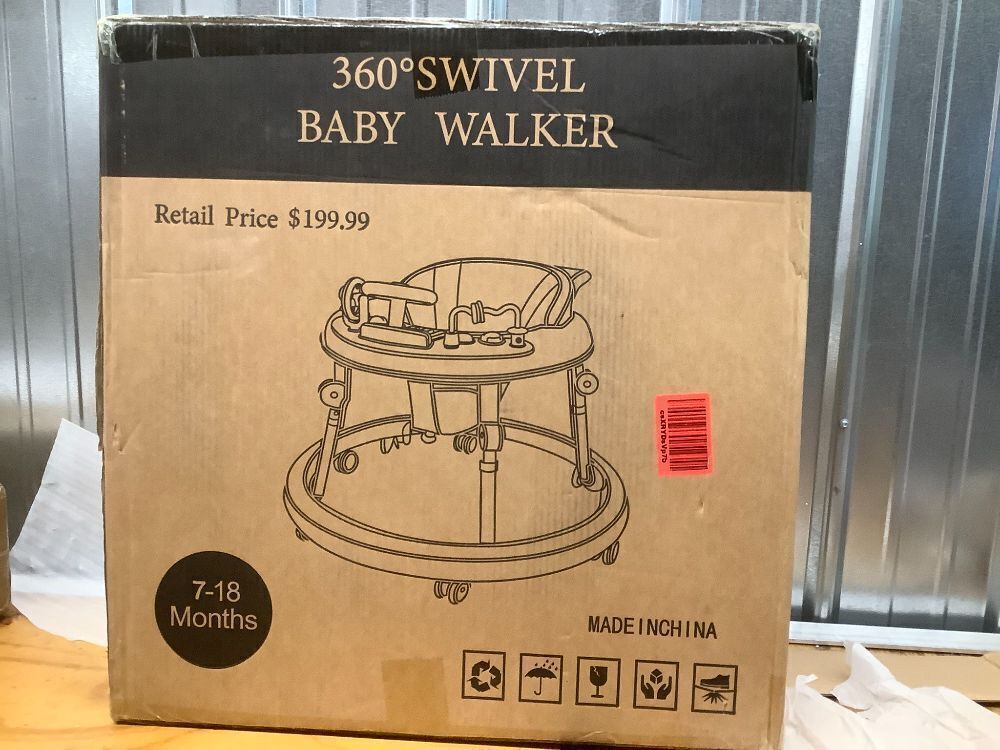 360°SWIVEL
BABY WALKER
Retail Price $199.99
7-18
Months
MADEINCHINA